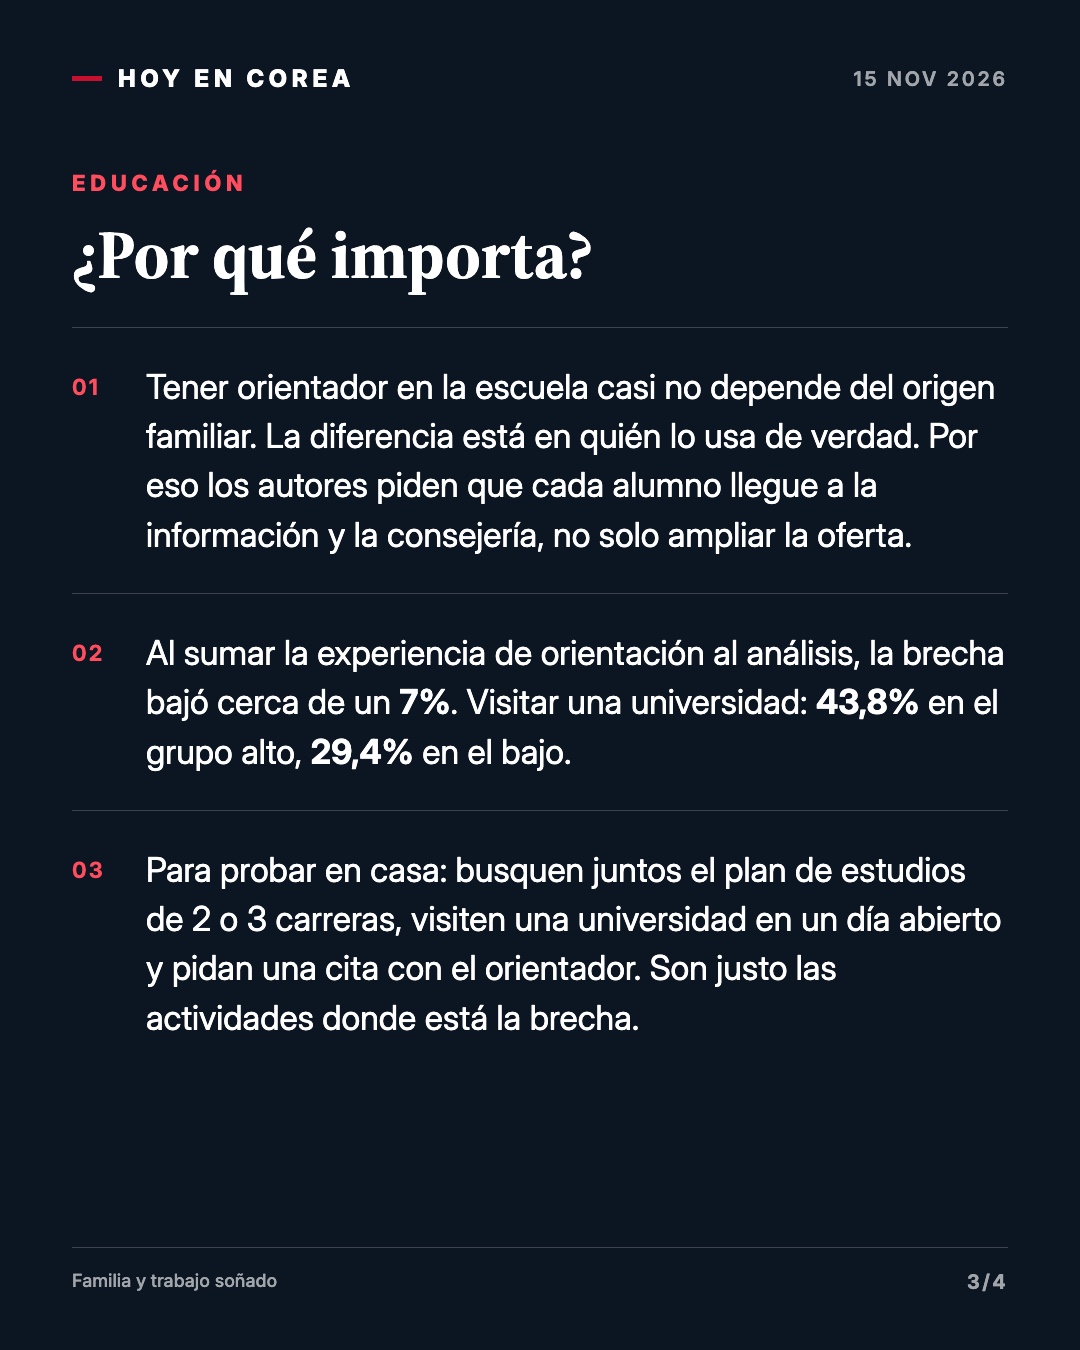 HOY EN COREA
15 NOV 2026
EDUCACIÓN
¿Por qué importa?
01
Tener orientador en la escuela casi no depende del origen
familiar. La diferencia está en quién lo usa de verdad. Por
eso los autores piden que cada alumno llegue a la
información y la consejería, no solo ampliar la oferta.
02
Al sumar la experiencia de orientación al análisis, la brecha
bajó cerca de un 7%. Visitar una universidad: 43,8% en el
grupo alto, 29,4% en el bajo.
03
Para probar en casa: busquen juntos el plan de estudios
de 2 o 3 carreras, visiten una universidad en un día abierto
y pidan una cita con el orientador. Son justo las
actividades donde está la brecha.
Familia y trabajo soñado
3/4